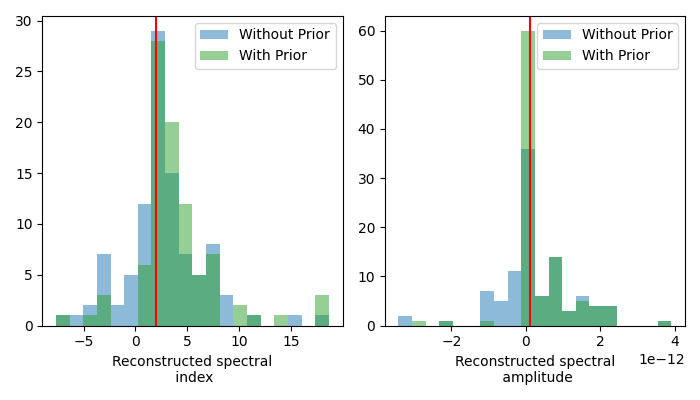 30
25
20
15
10
5
0
Without Prior
With Prior
−5
0
5
10
15
Reconstructed spectral
index
60
50
40
30
20
10
0
Without Prior
With Prior
−2
0
2
4
1e−12
Reconstructed spectral
amplitude